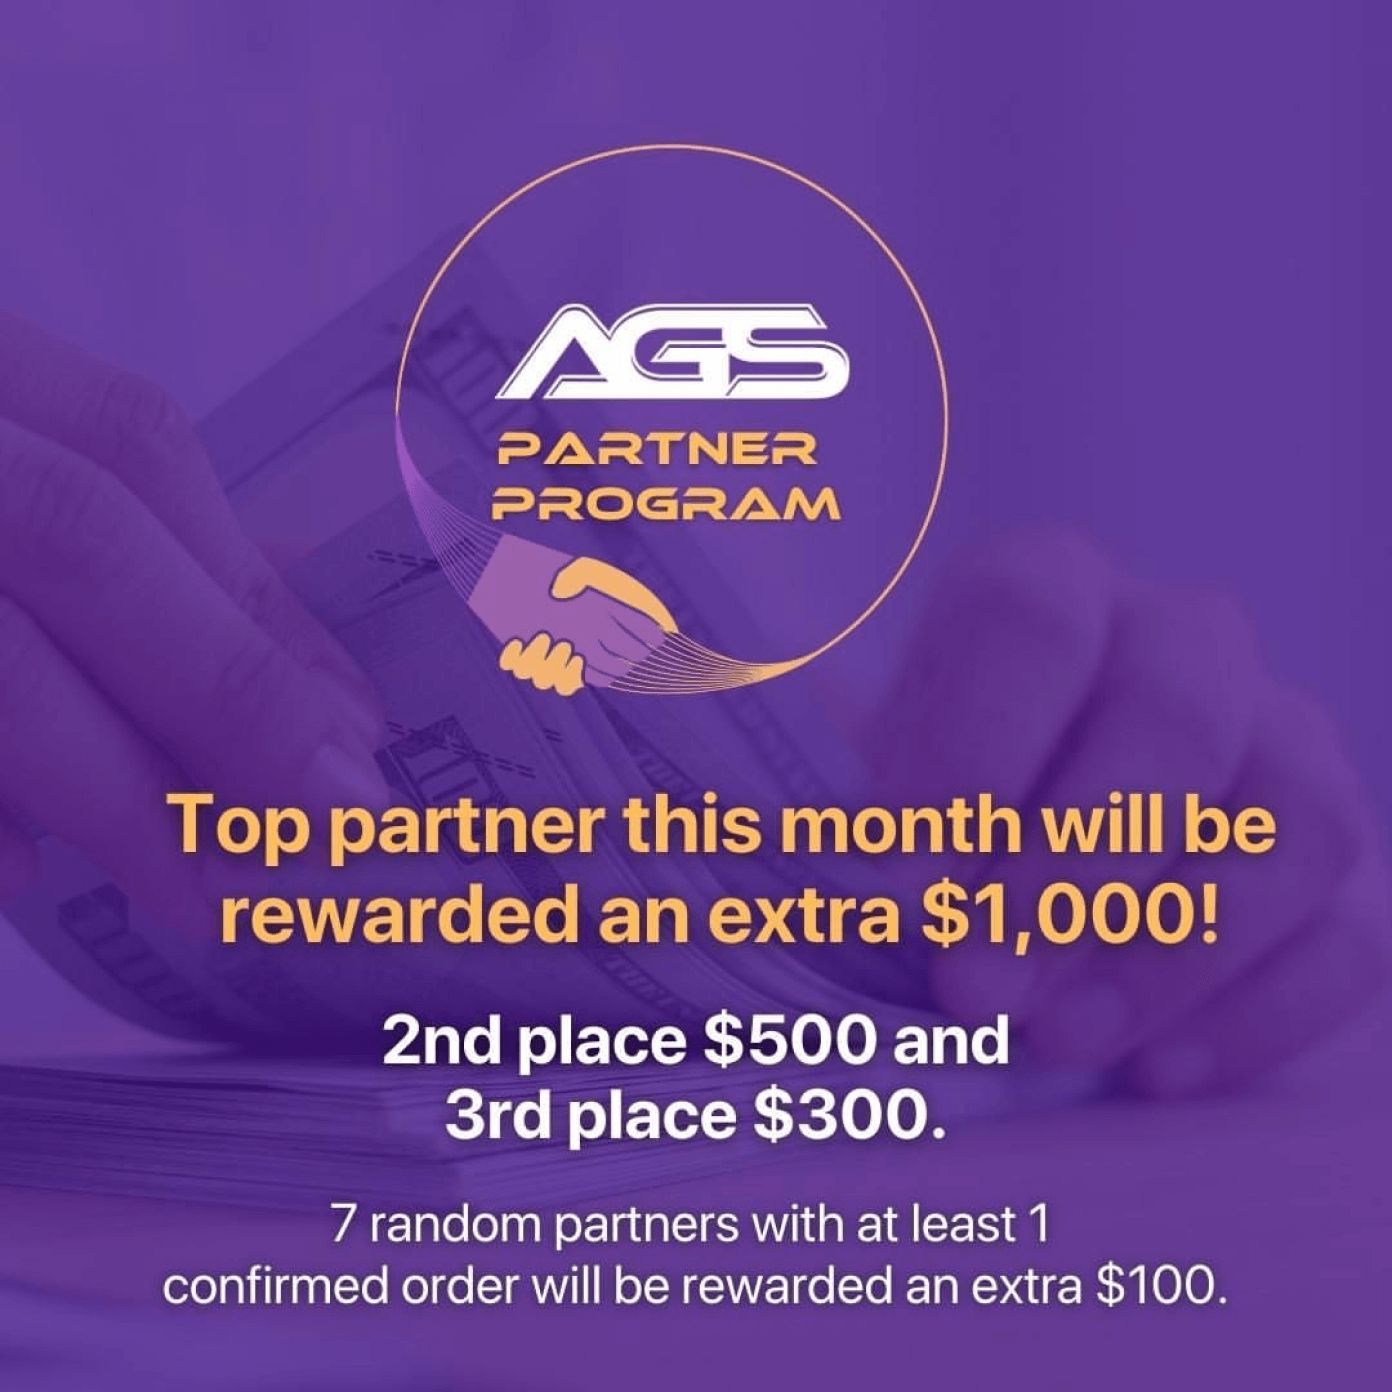 AGS
PARTNER
PROGRAM
Top partner this month will be
rewarded an extra $1,000!
2nd place $500 and
3rd place $300.
7 random partners with at least 1
confirmed order will be rewarded an extra $100.